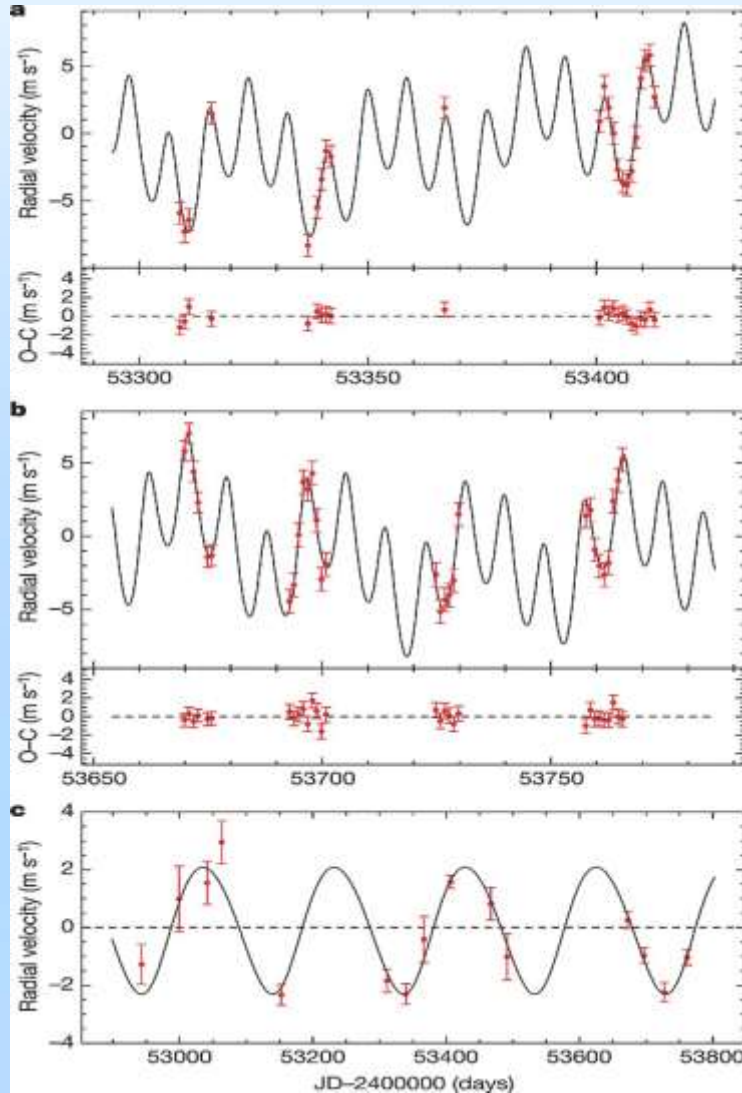 a
Radial velocity (m s⁻¹)
5
0
−5
O–C (m s⁻¹)
4
2
0
−2
−4
53300 53350 53400
b
Radial velocity (m s⁻¹)
5
0
−5
O–C (m s⁻¹)
4
2
0
−2
−4
53650 53700 53750
c
Radial velocity (m s⁻¹)
4
2
0
−2
−4
53000 53200 53400 53600 53800
JD–2400000 (days)